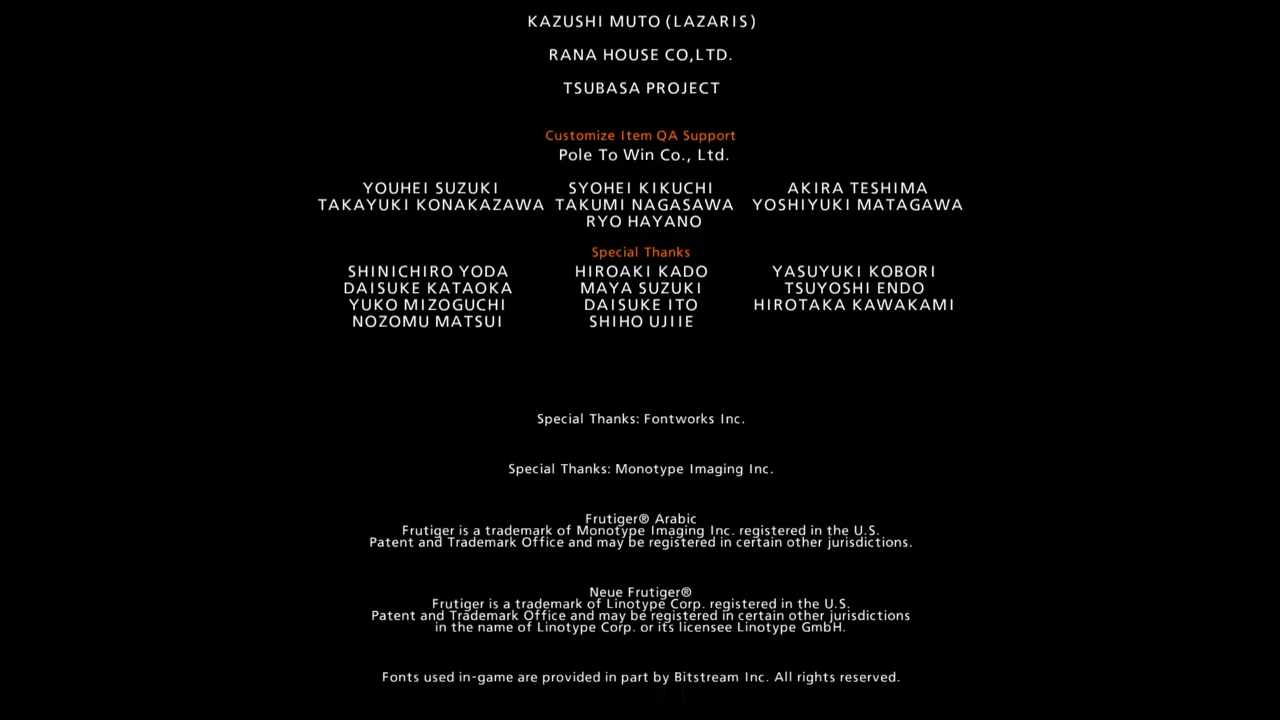 KAZUSHI MUTO (LAZARIS)
RANA HOUSE CO,LTD.
TSUBASA PROJECT
Customize Item QA Support
Pole To Win Co., Ltd.
YOUHEI SUZUKI SYOHEI KIKUCHI AKIRA TESHIMA
TAKAYUKI KONAKAZAWA TAKUMI NAGASAWA YOSHIYUKI MATAGAWA
RYO HAYANO
Special Thanks
SHINICHIRO YODA HIROAKI KADO YASUYUKI KOBORI
DAISUKE KATAOKA MAYA SUZUKI TSUYOSHI ENDO
YUKO MIZOGUCHI DAISUKE ITO HIROTAKA KAWAKAMI
NOZOMU MATSUI SHIHO UJIIE
Special Thanks: Fontworks Inc.
Special Thanks: Monotype Imaging Inc.
Frutiger® Arabic
Frutiger is a trademark of Monotype Imaging Inc. registered in the U.S.
Patent and Trademark Office and may be registered in certain other jurisdictions.
Neue Frutiger®
Frutiger is a trademark of Linotype Corp. registered in the U.S.
Patent and Trademark Office and may be registered in certain other jurisdictions
in the name of Linotype Corp. or its licensee Linotype GmbH.
Fonts used in-game are provided in part by Bitstream Inc. All rights reserved.